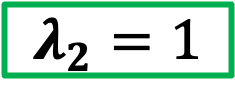 λ₂ = 1